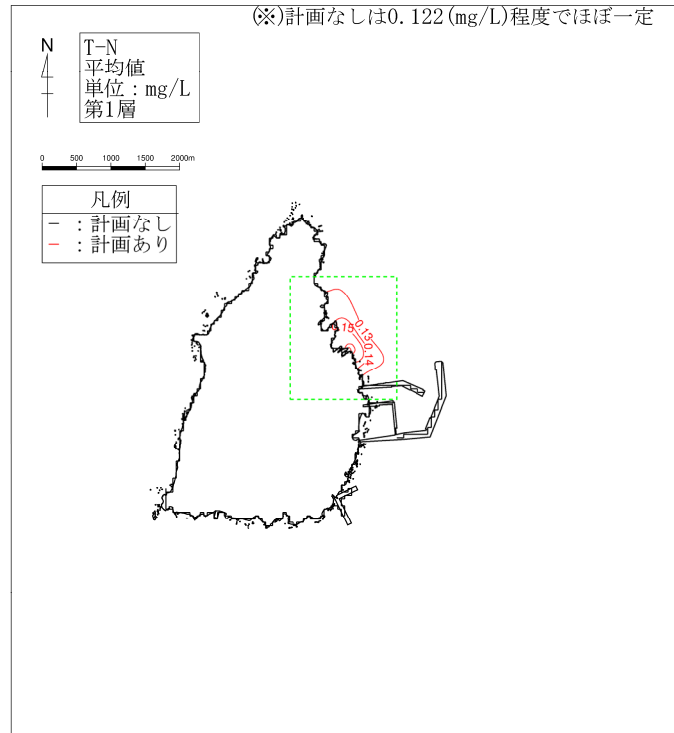 (※)計画なしは0.122(mg/L)程度でほぼ一定
N
T-N
平均値
単位：mg/L
第1層
0 500 1000 1500 2000m
凡例
－ ：計画なし
－ ：計画あり
0.13
0.14